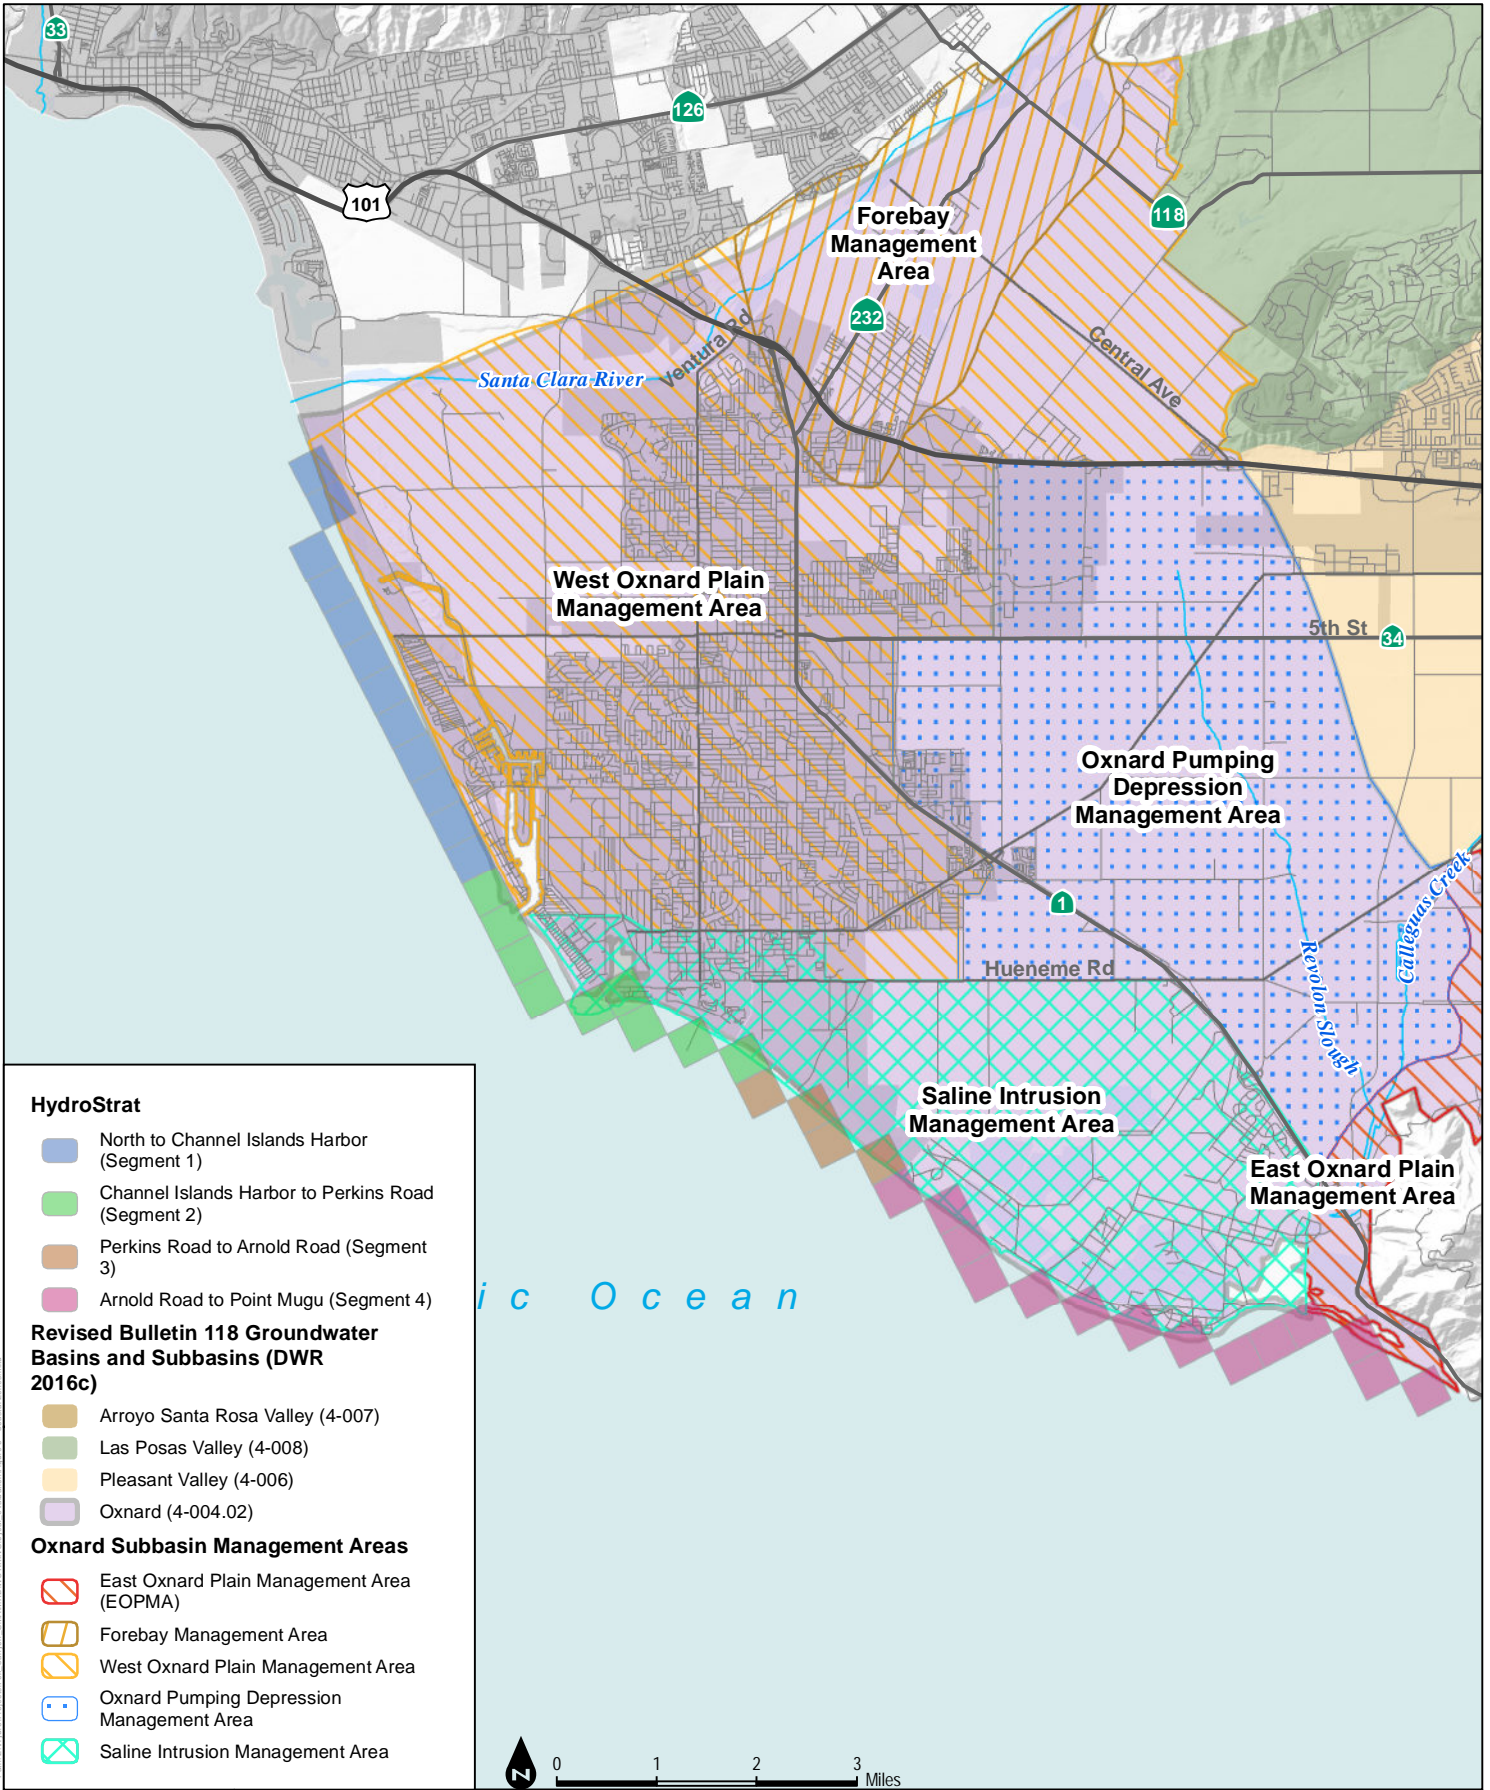 33
126
101
118
Forebay
Management
Area
232
Ventura Rd
Central Ave
Santa Clara River
West Oxnard Plain
Management Area
5th St
34
Oxnard Pumping
Depression
Management Area
Calleguas Creek
1
Hueneme Rd
Revolon Slough
Saline Intrusion
Management Area
East Oxnard Plain
Management Area
ic Ocean
HydroStrat
North to Channel Islands Harbor
(Segment 1)
Channel Islands Harbor to Perkins Road
(Segment 2)
Perkins Road to Arnold Road (Segment
3)
Arnold Road to Point Mugu (Segment 4)
Revised Bulletin 118 Groundwater
Basins and Subbasins (DWR
2016c)
Arroyo Santa Rosa Valley (4-007)
Las Posas Valley (4-008)
Pleasant Valley (4-006)
Oxnard (4-004.02)
Oxnard Subbasin Management Areas
East Oxnard Plain Management Area
(EOPMA)
Forebay Management Area
West Oxnard Plain Management Area
Oxnard Pumping Depression
Management Area
Saline Intrusion Management Area
N
0 1 2 3
Miles